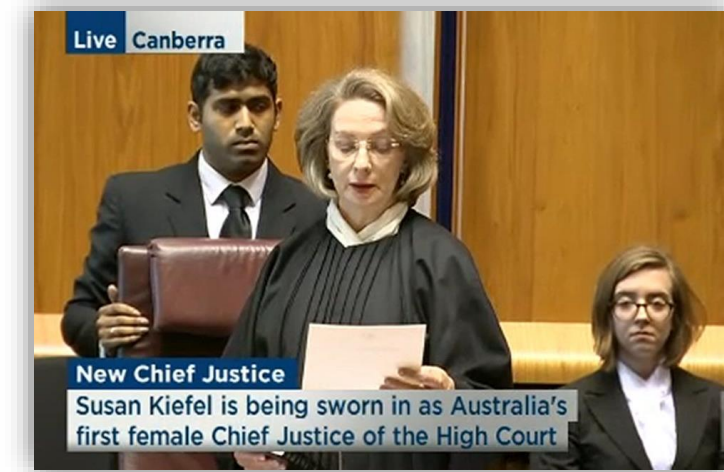 Live Canberra
New Chief Justice
Susan Kiefel is being sworn in as Australia's
first female Chief Justice of the High Court